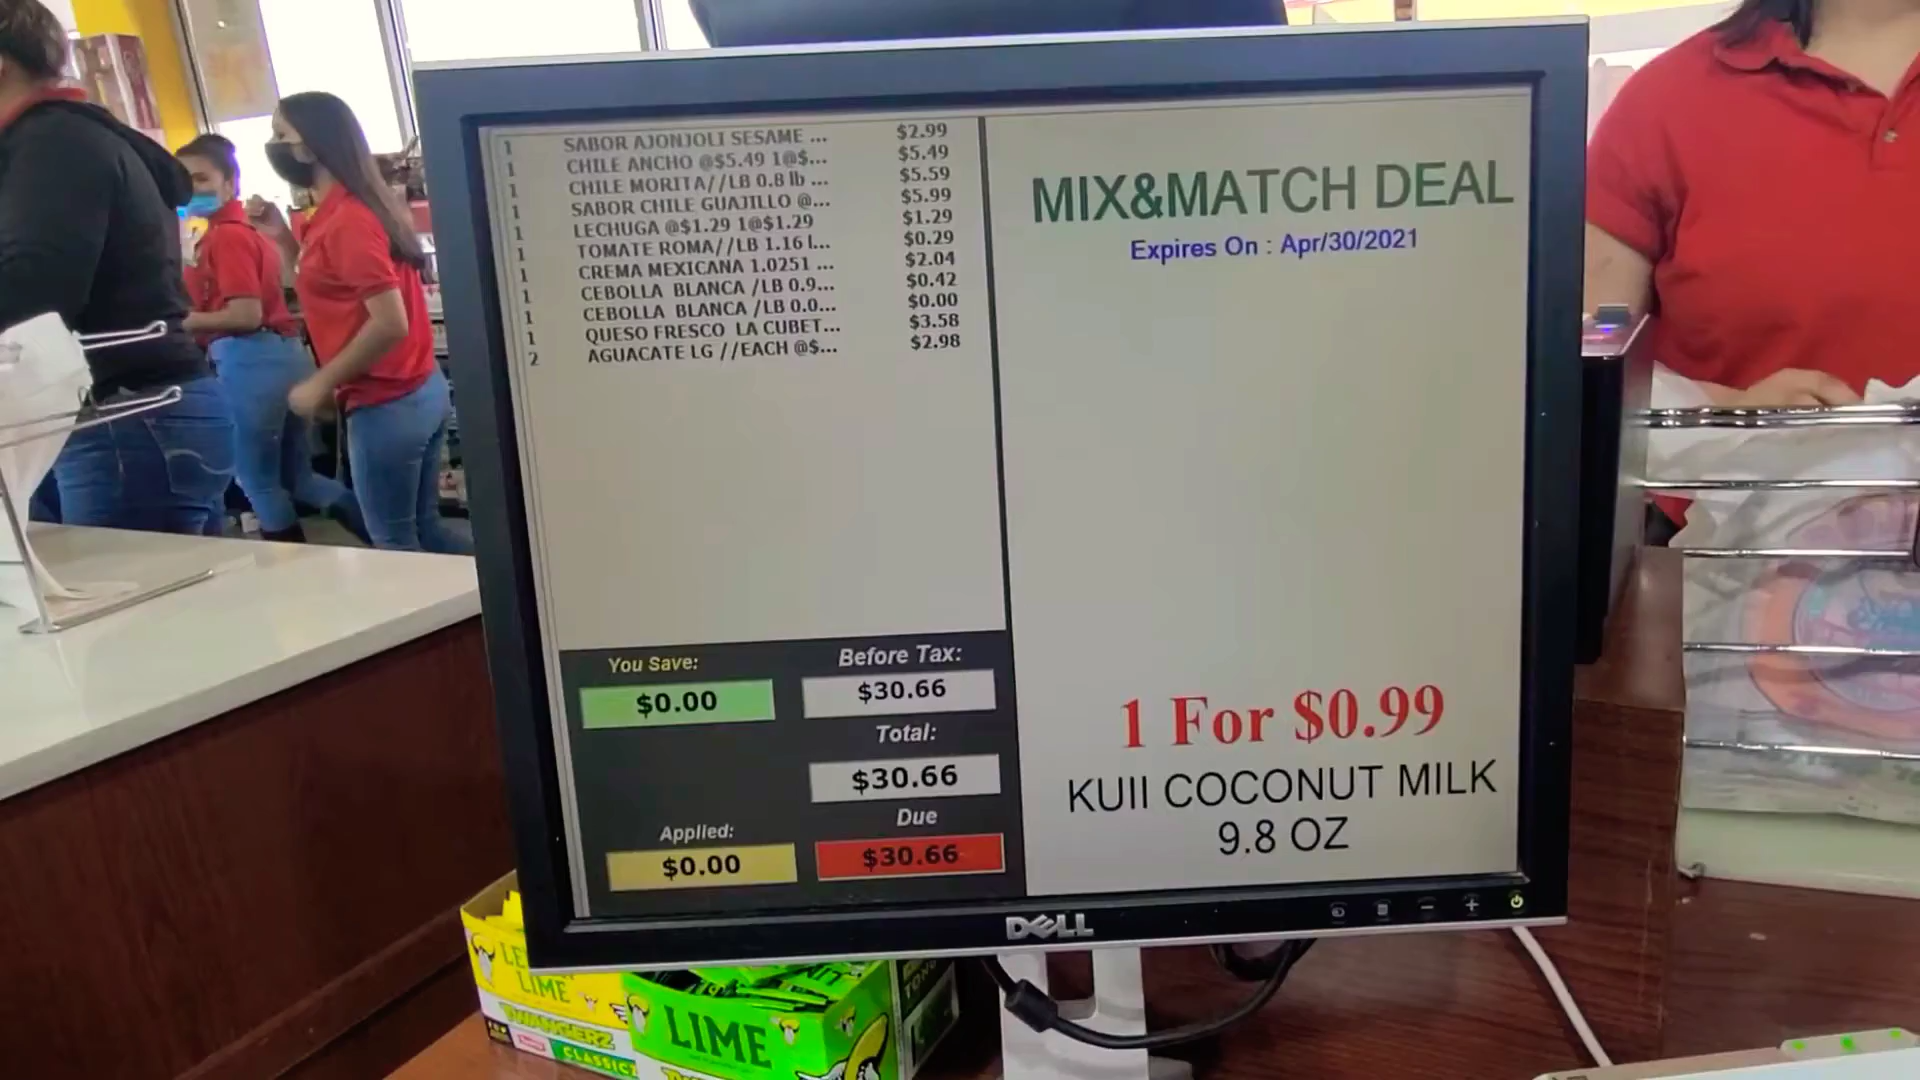 1 SABOR AJONJOLI SESAME ... $2.99
1 CHILE ANCHO @$5.49 1@$... $5.49
1 CHILE MORITA//LB 0.8 lb ... $5.59
1 SABOR CHILE GUAJILLO @... $5.99
1 LECHUGA @$1.29 1@$1.29 $1.29
1 TOMATE ROMA//LB 1.16 l... $0.29
1 CREMA MEXICANA 1.0251 ... $2.04
1 CEBOLLA BLANCA /LB 0.9... $0.42
1 CEBOLLA BLANCA /LB 0.0... $0.00
1 QUESO FRESCO LA CUBET... $3.58
2 AGUACATE LG //EACH @$... $2.98
You Save:
$0.00
Before Tax:
$30.66
Total:
$30.66
Applied:
$0.00
Due
$30.66
MIX&MATCH DEAL
Expires On : Apr/30/2021
1 For $0.99
KUII COCONUT MILK
9.8 OZ
DELL
LIME
TWANGERZ
CLASSIC
LIME